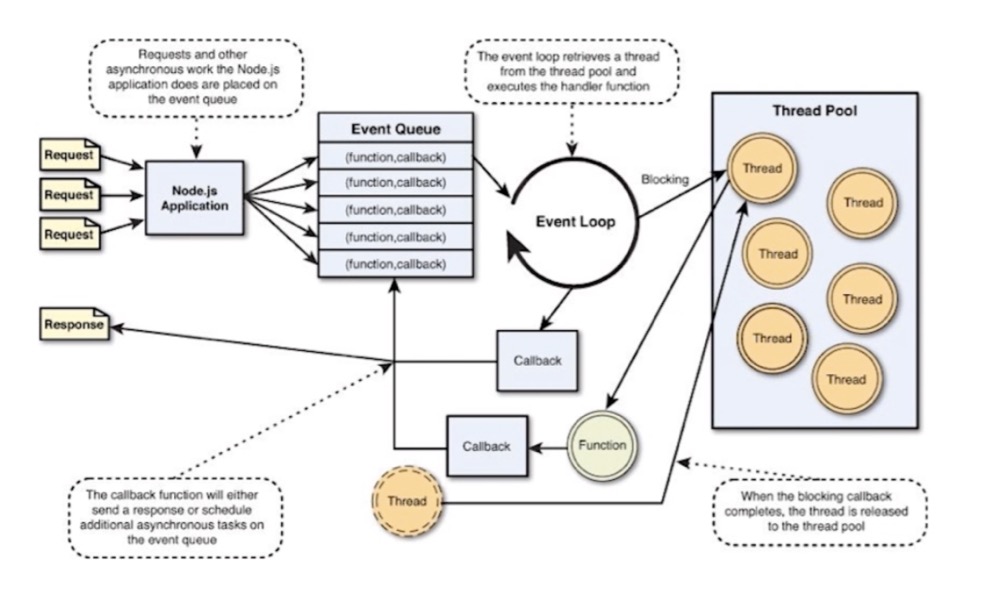 Requests and other
asynchronous work the Node.js
application does are placed on
the event queue
The event loop retrieves a thread
from the thread pool and
executes the handler function
Thread Pool
Event Queue
(function,callback)
(function,callback)
(function,callback)
(function,callback)
(function,callback)
Request
Request
Request
Node.js
Application
Event Loop
Blocking
Thread
Thread
Thread
Thread
Thread
Thread
Response
Callback
Callback
Function
Thread
The callback function will either
send a response or schedule
additional asynchronous tasks on
the event queue
When the blocking callback
completes, the thread is released
to the thread pool